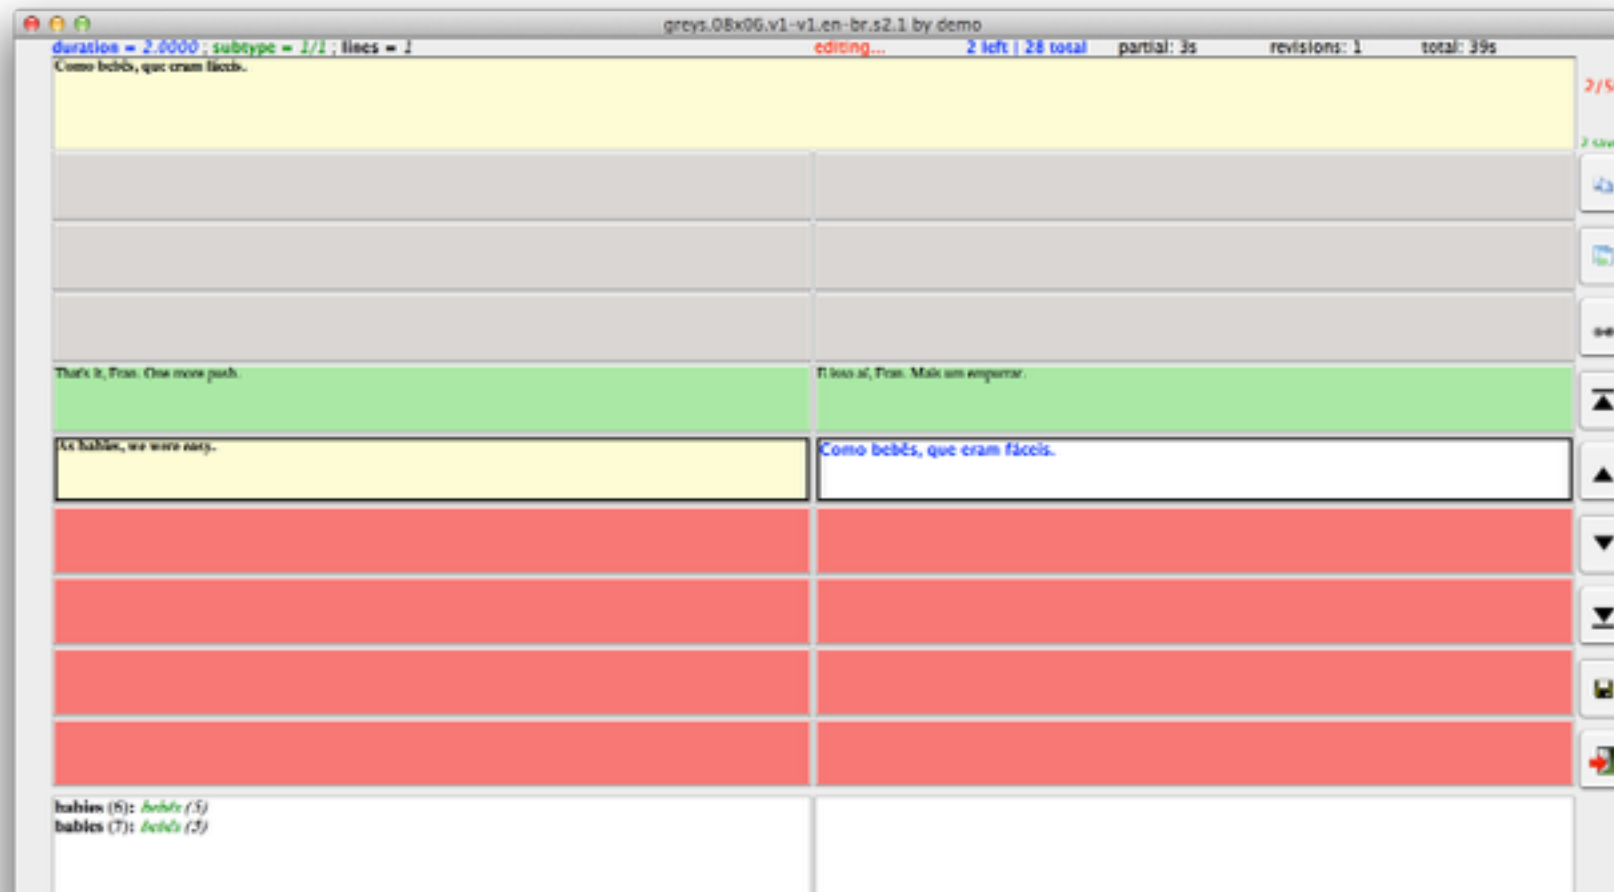 greys.08x06.v1-v1.en-br.s2.1 by demo
duration = 2.0000 ; subtype = 1/1 ; lines = 1 editing... 2 left | 28 total partial: 3s revisions: 1 total: 39s
Como bebês, que eram fáceis.
2/5
That's it, Fran. One more push. É isso aí, Fran. Mais um empurrar.
As babies, we were easy. Como bebês, que eram fáceis.
babies (6): bebês (5)
babies (7): bebês (5)